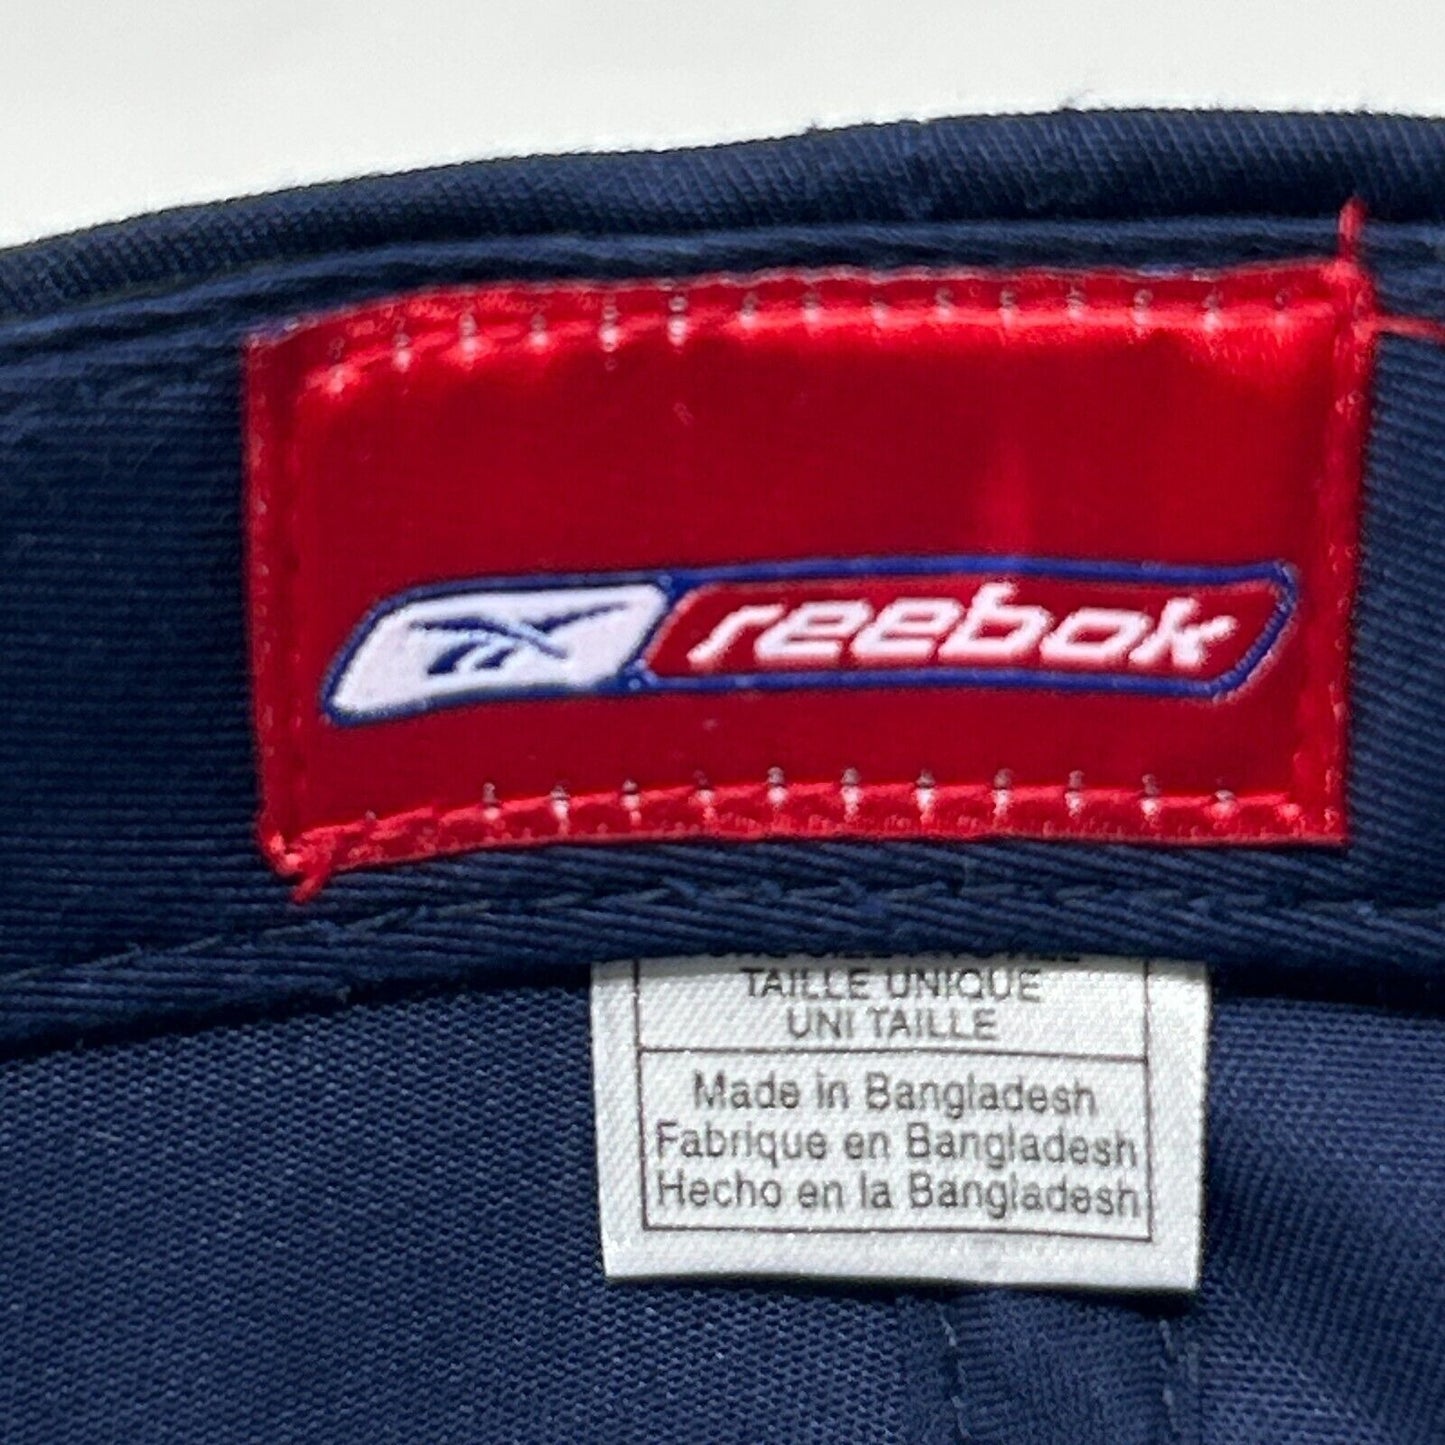 reebok
TAILLE UNIQUE
UNI TAILLE
Made in Bangladesh
Fabrique en Bangladesh
Hecho en la Bangladesh